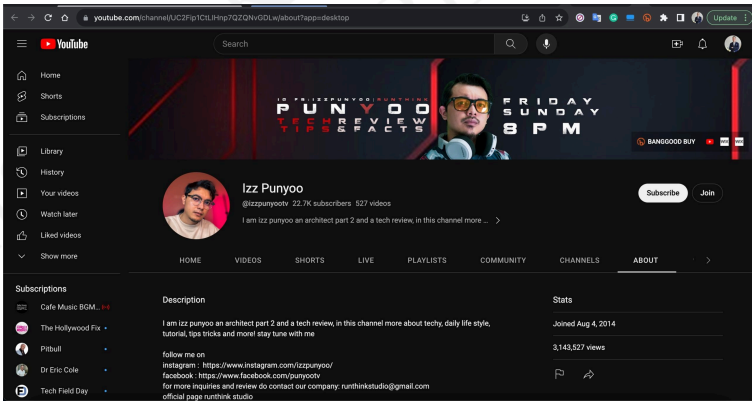 youtube.com/channel/UC2Fip1CtLIHnp7QZQNvGDLw/about?app=desktop
Update
YouTube
Search
Home
Shorts
Subscriptions
Library
History
Your videos
Watch later
Liked videos
Show more
Subscriptions
Cafe Music BGM...
The Hollywood Fix
Pitbull
Dr Eric Cole
Tech Field Day
IG FB:IZZPUNYOO|RUNTHINK
PUNYOO
TECH REVIEW
TIPS & FACTS
FRIDAY
SUNDAY
8 PM
BANGGOOD BUY
WIX
WIX
Izz Punyoo
@izzpunyootv 22.7K subscribers 527 videos
I am izz punyoo an architect part 2 and a tech review, in this channel more ...
Subscribe
Join
HOME VIDEOS SHORTS LIVE PLAYLISTS COMMUNITY CHANNELS ABOUT
Description
I am izz punyoo an architect part 2 and a tech review, in this channel more about techy, daily life style,
tutorial, tips tricks and more! stay tune with me
follow me on
instagram : https://www.instagram.com/izzpunyoo/
facebook : https://www.facebook.com/punyootv
for more inquiries and review do contact our company: runthinkstudio@gmail.com
official page runthink studio
Stats
Joined Aug 4, 2014
3,143,527 views